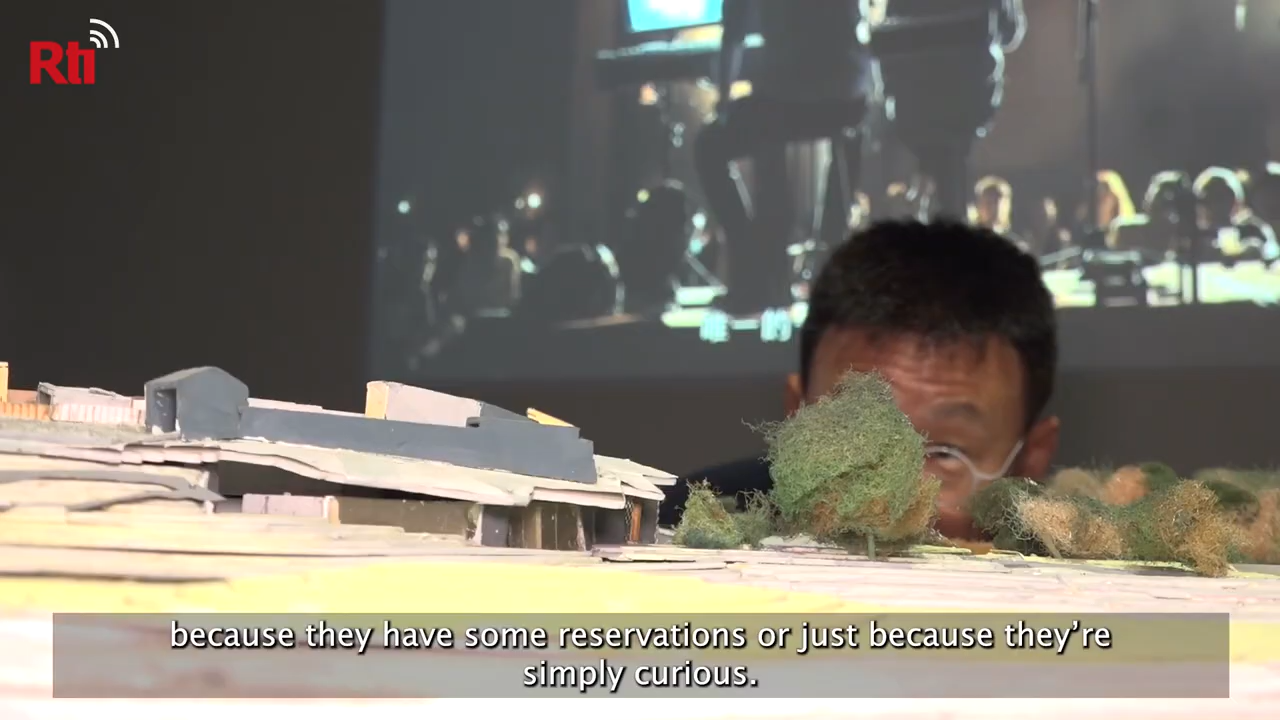 Rti
because they have some reservations or just because they're
simply curious.